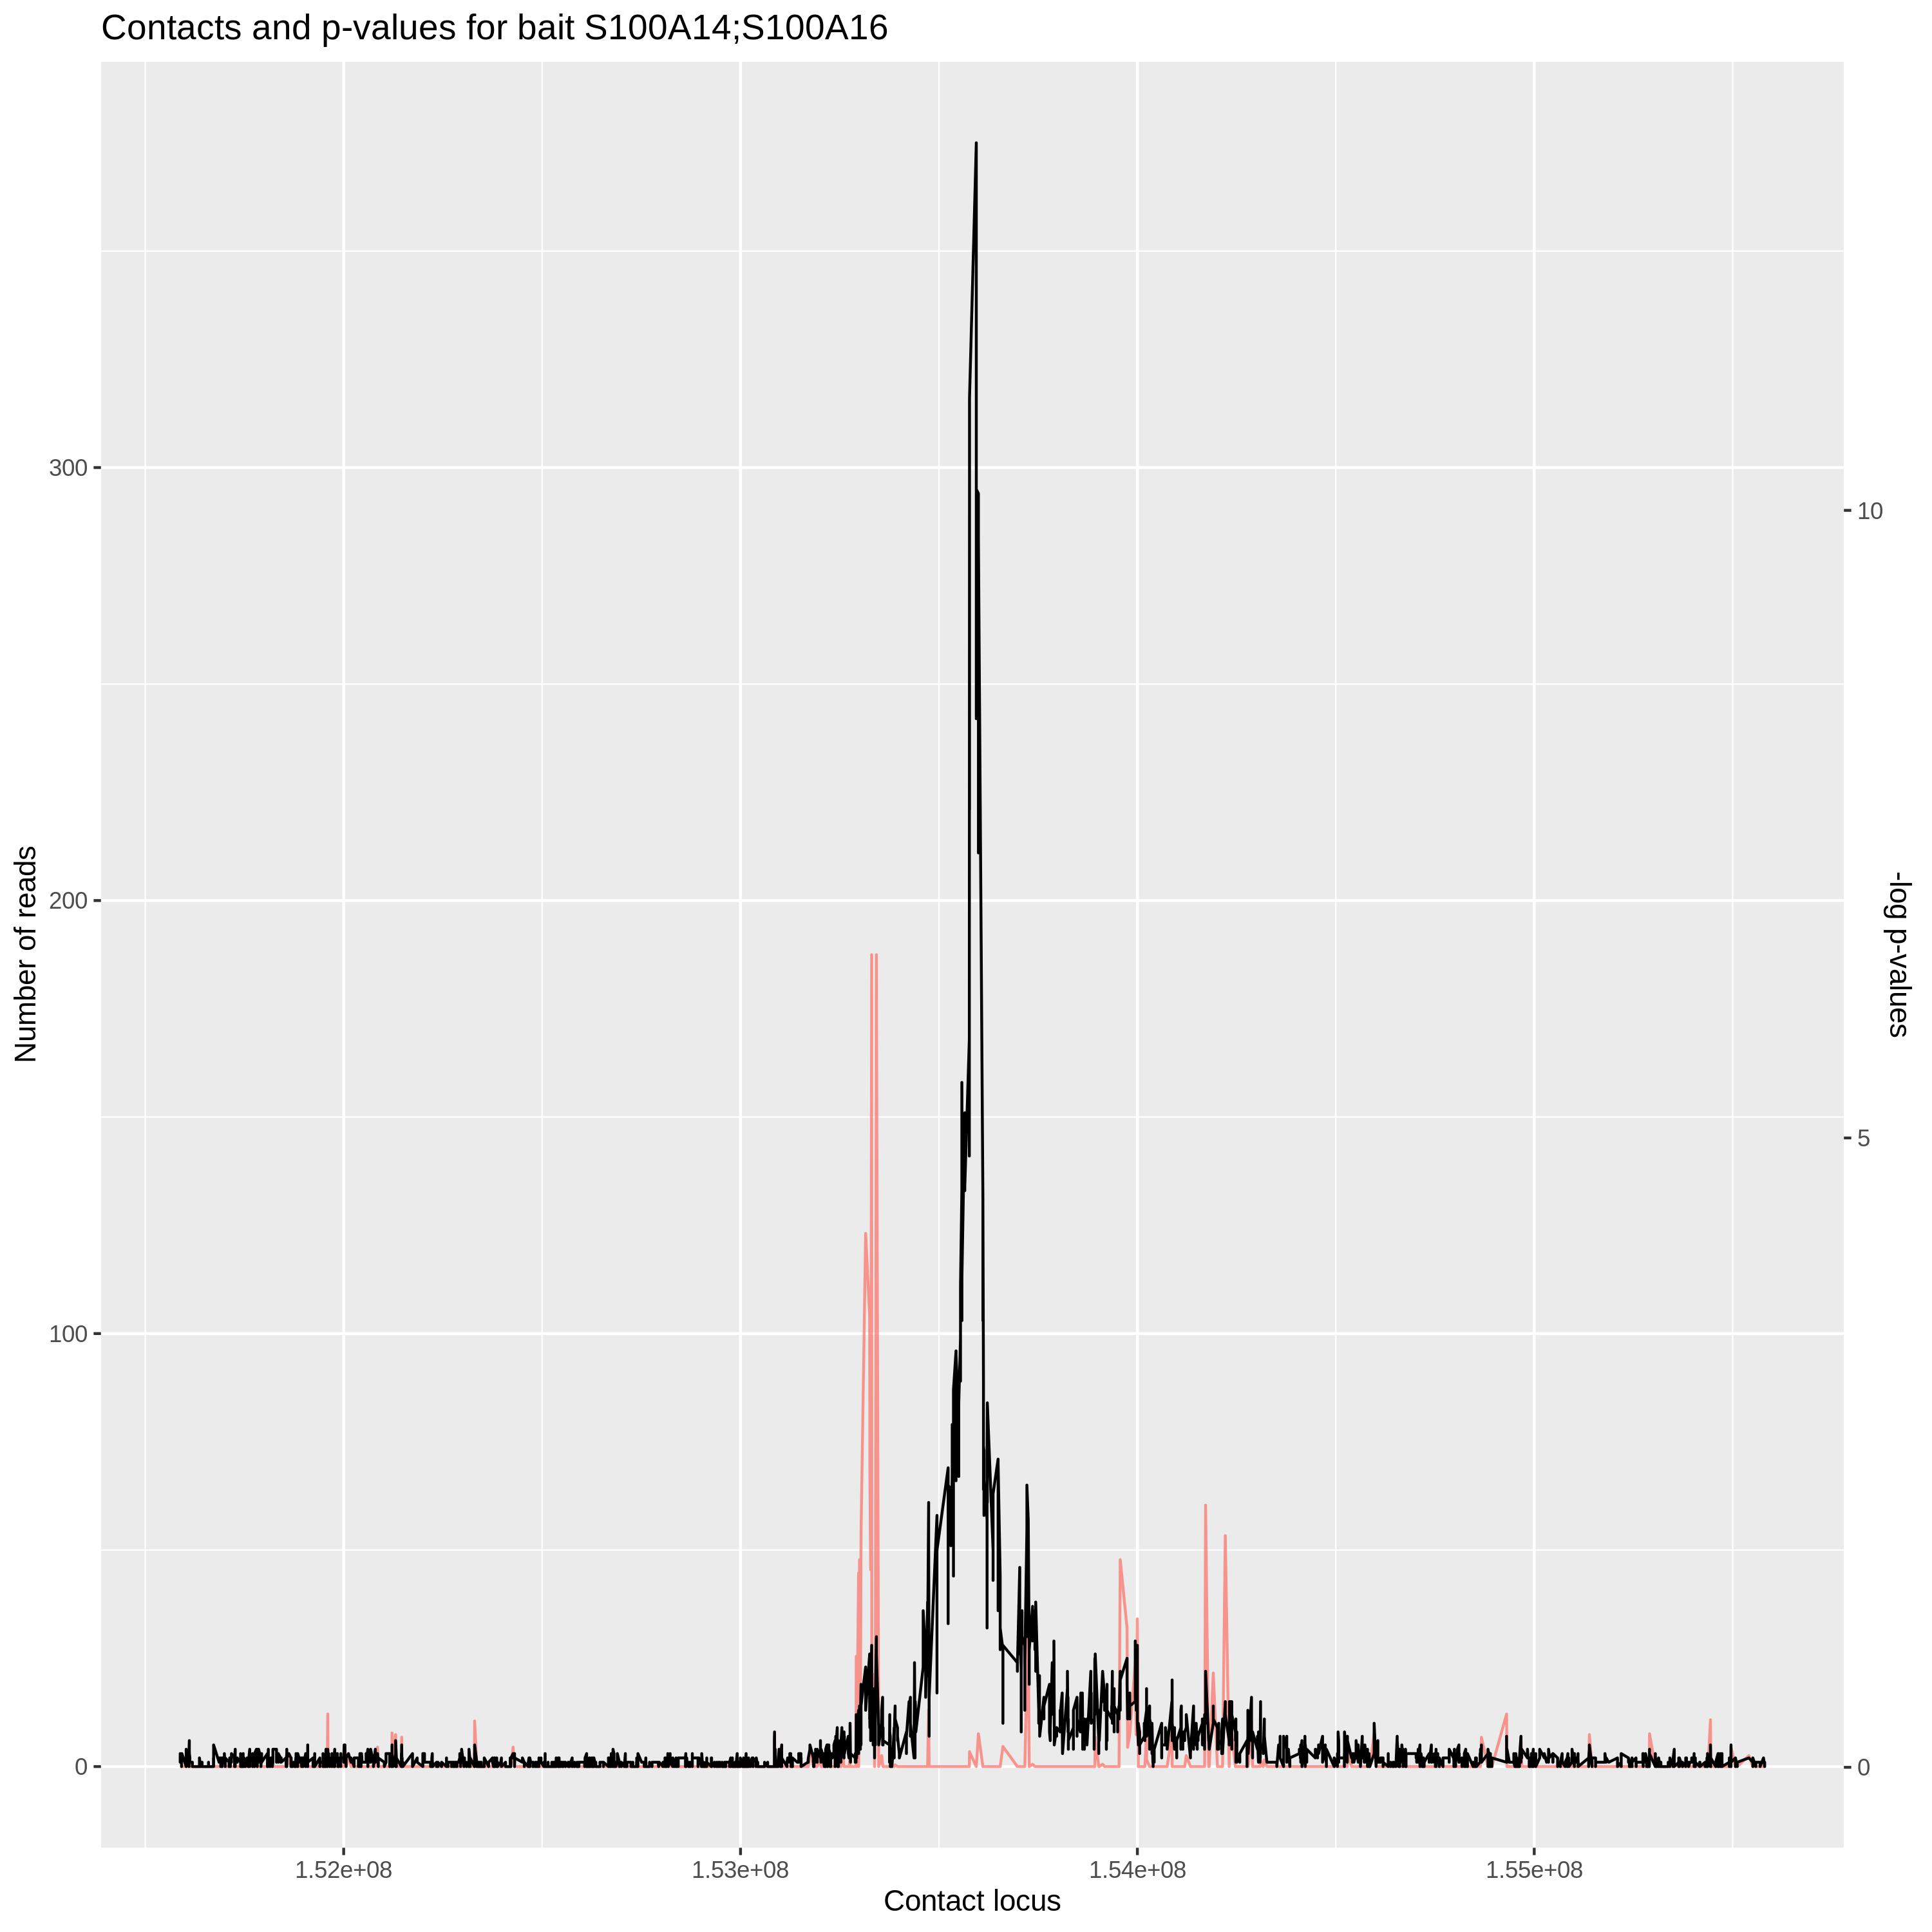 Contacts and p-values for bait S100A14;S100A16
Number of reads
300
200
100
0
10
5
0
-log p-values
1.52e+08
1.53e+08
1.54e+08
1.55e+08
Contact locus